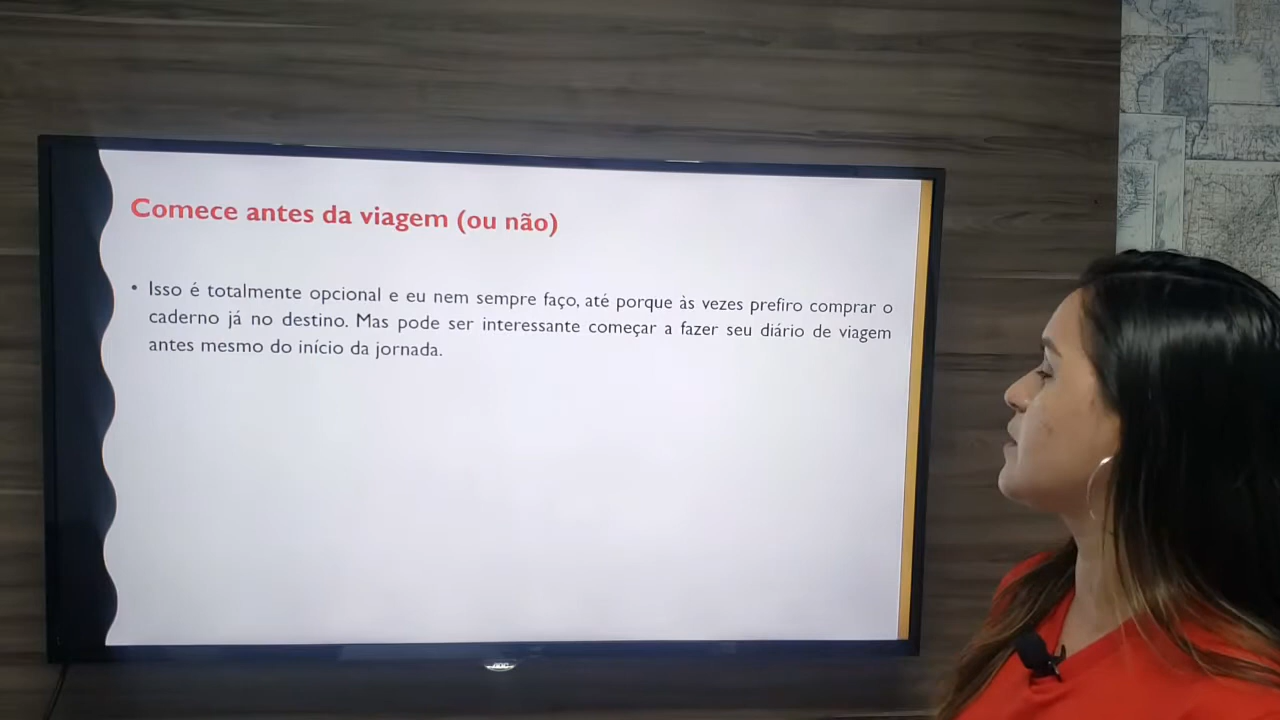 Comece antes da viagem (ou não)
• Isso é totalmente opcional e eu nem sempre faço, até porque às vezes prefiro comprar o
caderno já no destino. Mas pode ser interessante começar a fazer seu diário de viagem
antes mesmo do início da jornada.
AOC